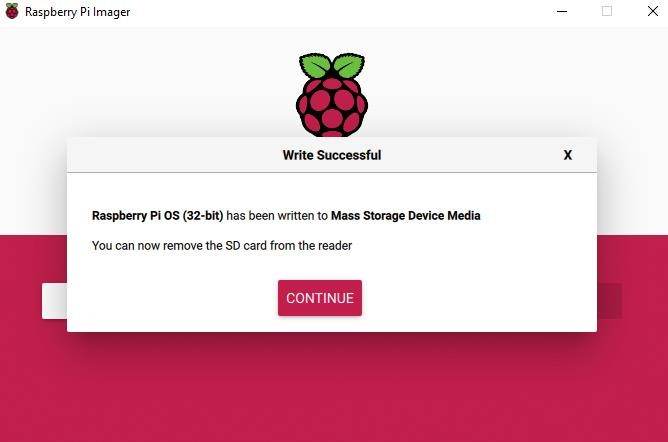 Raspberry Pi Imager
Write Successful
X
Raspberry Pi OS (32-bit) has been written to Mass Storage Device Media
You can now remove the SD card from the reader
CONTINUE